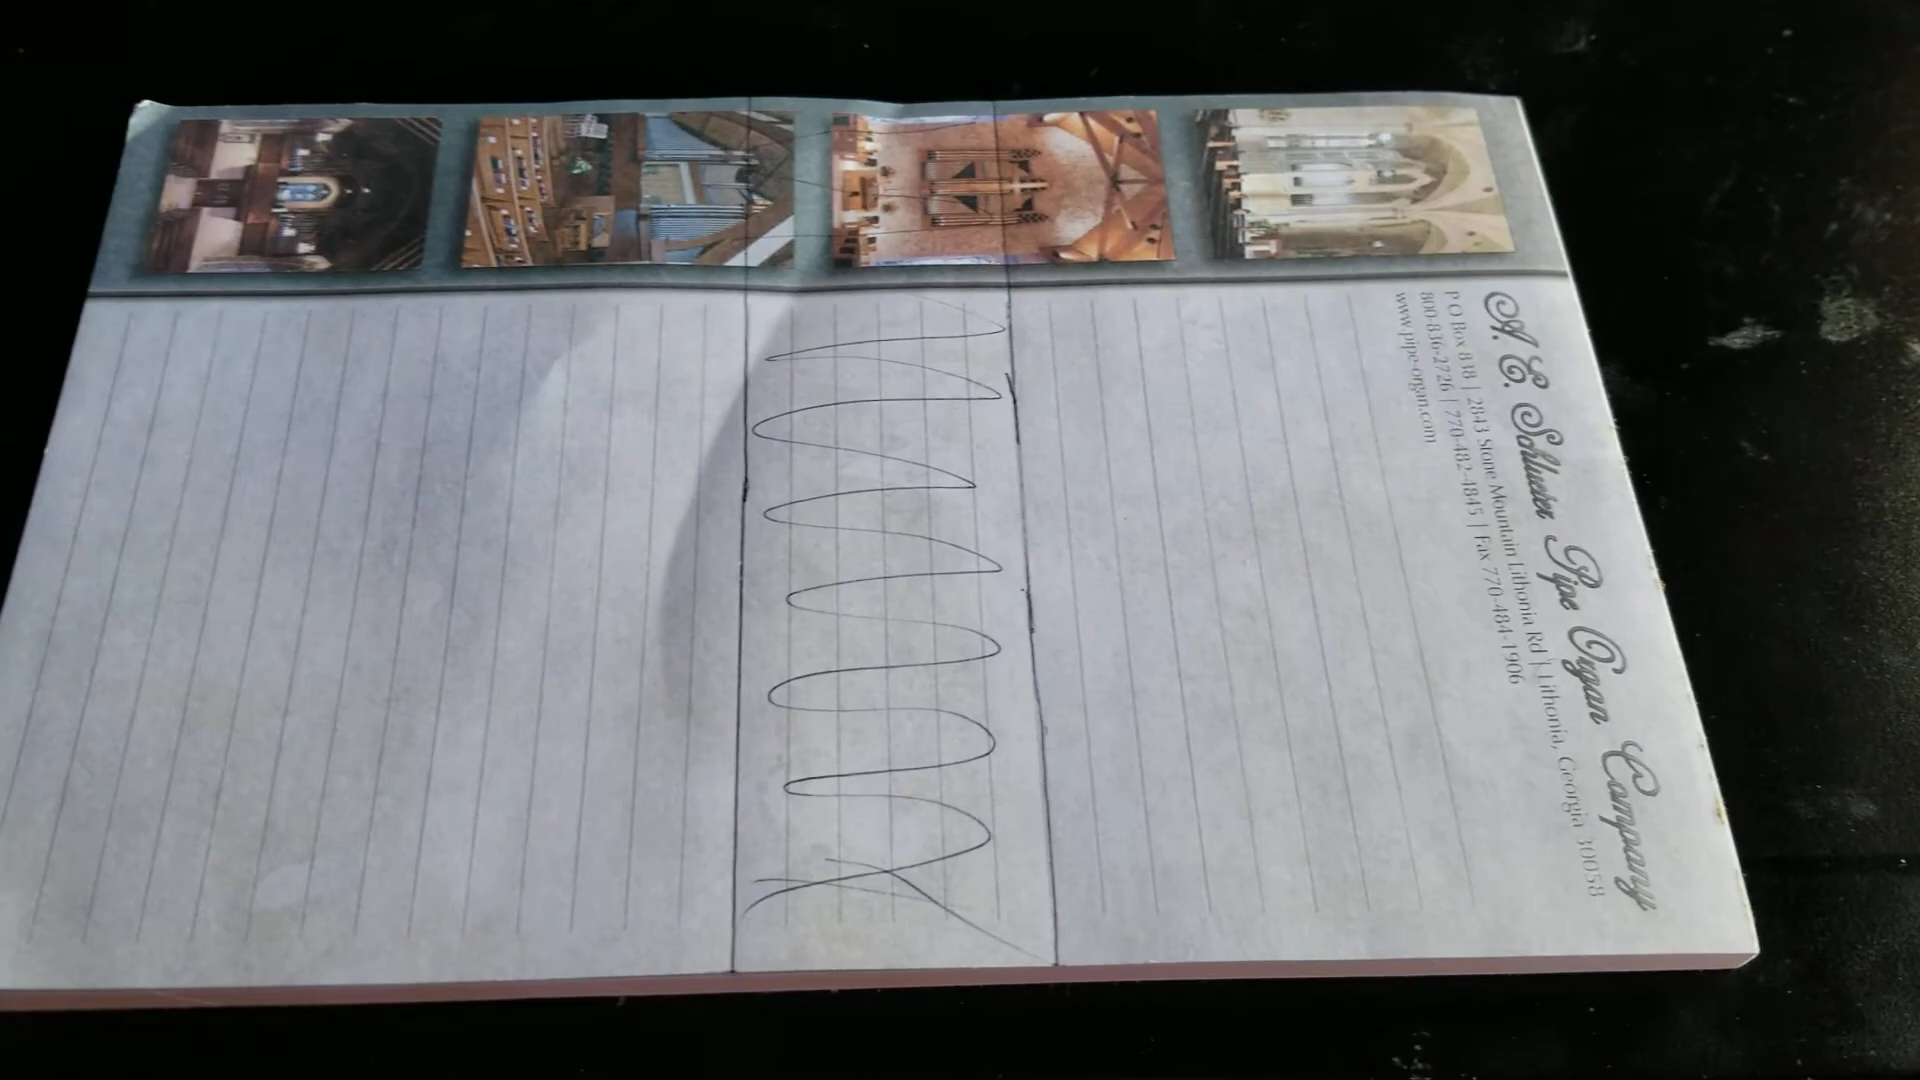 A. E. Schlueter Pipe Organ Company
PO Box 838 | 2843 Stone Mountain Lithonia Rd | Lithonia, Georgia 30058
800-836-2726 | 770-482-4845 | Fax 770-484-1906
www.pipe-organ.com